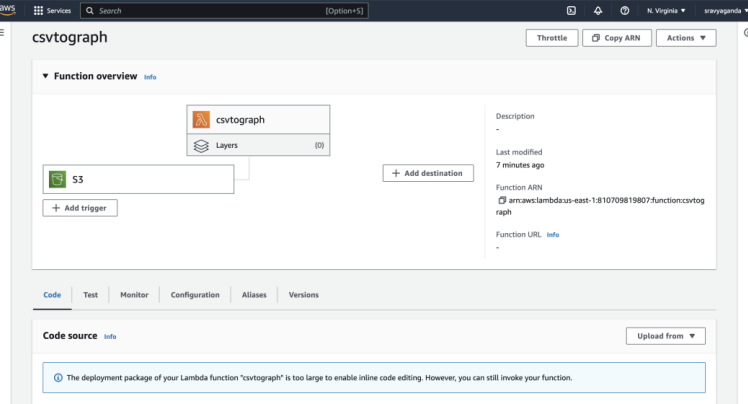 aws
Services
Search
[Option+S]
N. Virginia ▼
sravyaganda
csvtograph
Throttle
Copy ARN
Actions ▼
▼ Function overview Info
csvtograph
Layers
(0)
S3
+ Add trigger
+ Add destination
Description
-
Last modified
7 minutes ago
Function ARN
arn:aws:lambda:us-east-1:810709819807:function:csvtog
raph
Function URL Info
-
Code
Test
Monitor
Configuration
Aliases
Versions
Code source Info
Upload from ▼
The deployment package of your Lambda function "csvtograph" is too large to enable inline code editing. However, you can still invoke your function.